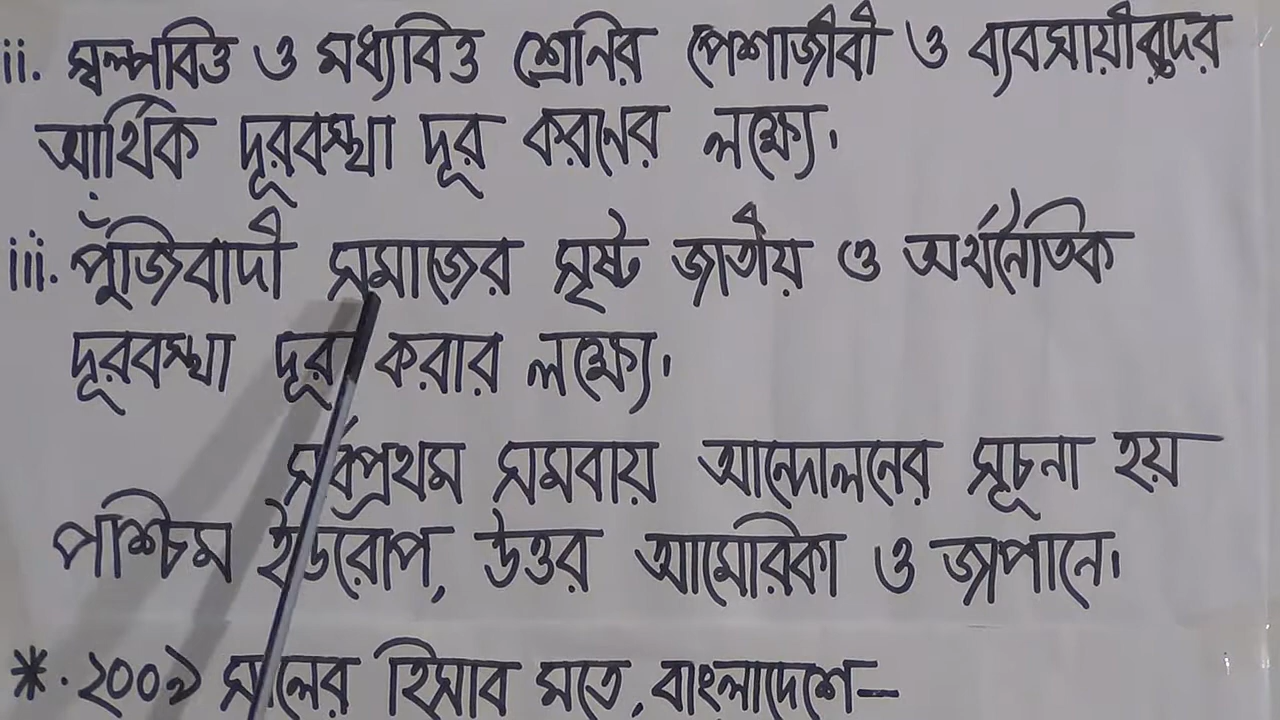 ii. স্বল্পবিত্ত ও মধ্যবিত্ত শ্রেনির পেশাজীবী ও ব্যবসায়ীদের
আর্থিক দূরবস্থা দূর করনের লক্ষ্যে।
iii. পুঁজিবাদী সমাজের সৃষ্ট জাতীয় ও অর্থনৈতিক
দূরবস্থা দূর করার লক্ষ্যে।
সর্বপ্রথম সমবায় আন্দোলনের সূচনা হয়
পশ্চিম ইউরোপ, উত্তর আমেরিকা ও জাপানে।
*. ২০০৯ সালের হিসাব মতে, বাংলাদেশে—